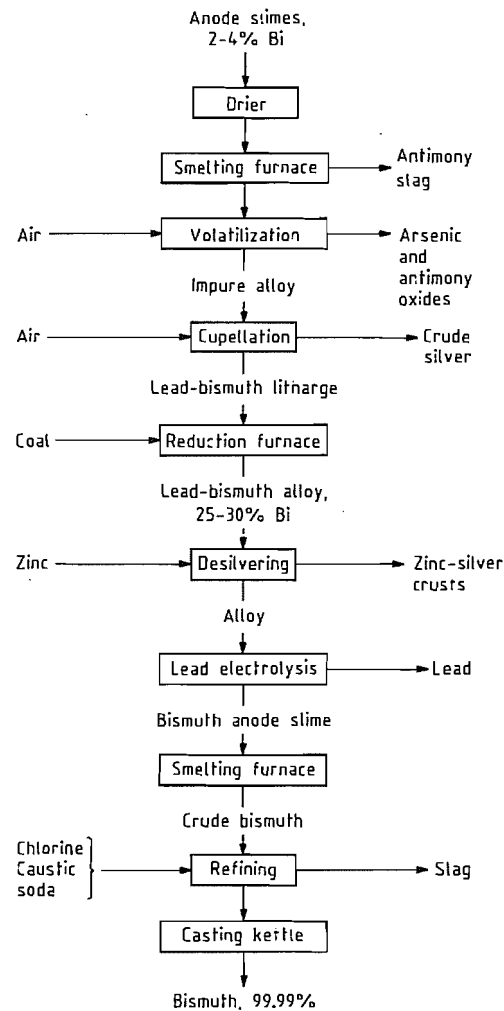 Anode slimes,
2-4% Bi
Drier
Smelting furnace
Antimony
slag
Air
Volatilization
Arsenic
and
antimony
oxides
Impure alloy
Air
Cupellation
Crude
silver
Lead-bismuth litharge
Coal
Reduction furnace
Lead-bismuth alloy,
25-30% Bi
Zinc
Desilvering
Zinc-silver
crusts
Alloy
Lead electrolysis
Lead
Bismuth anode slime
Smelting furnace
Crude bismuth
Chlorine
Caustic
soda
Refining
Slag
Casting kettle
Bismuth, 99.99%